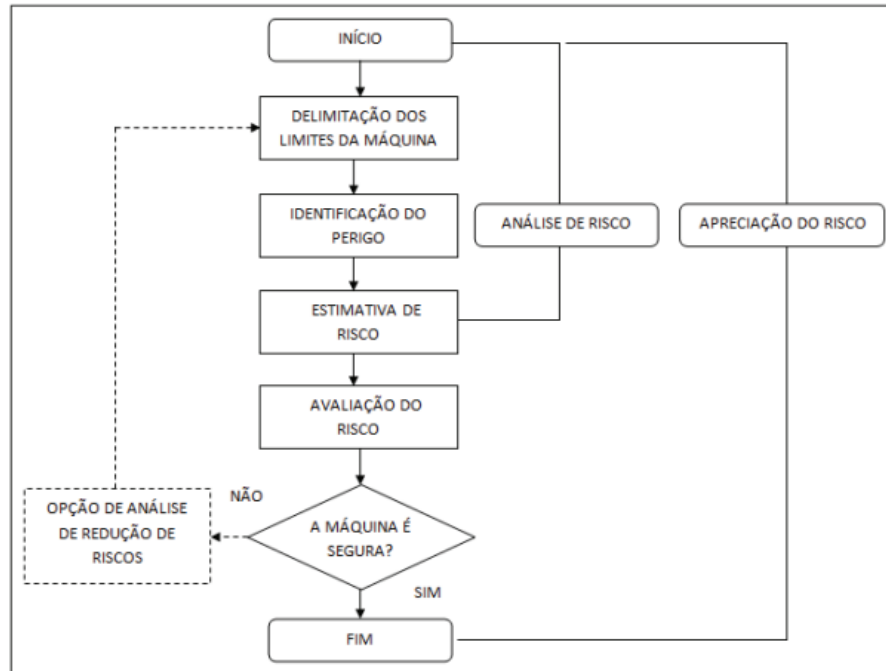 INÍCIO
DELIMITAÇÃO DOS
LIMITES DA MÁQUINA
IDENTIFICAÇÃO DO
PERIGO
ANÁLISE DE RISCO
APRECIAÇÃO DO RISCO
ESTIMATIVA DE
RISCO
AVALIAÇÃO DO
RISCO
OPÇÃO DE ANÁLISE
DE REDUÇÃO DE
RISCOS
NÃO
A MÁQUINA É
SEGURA?
SIM
FIM